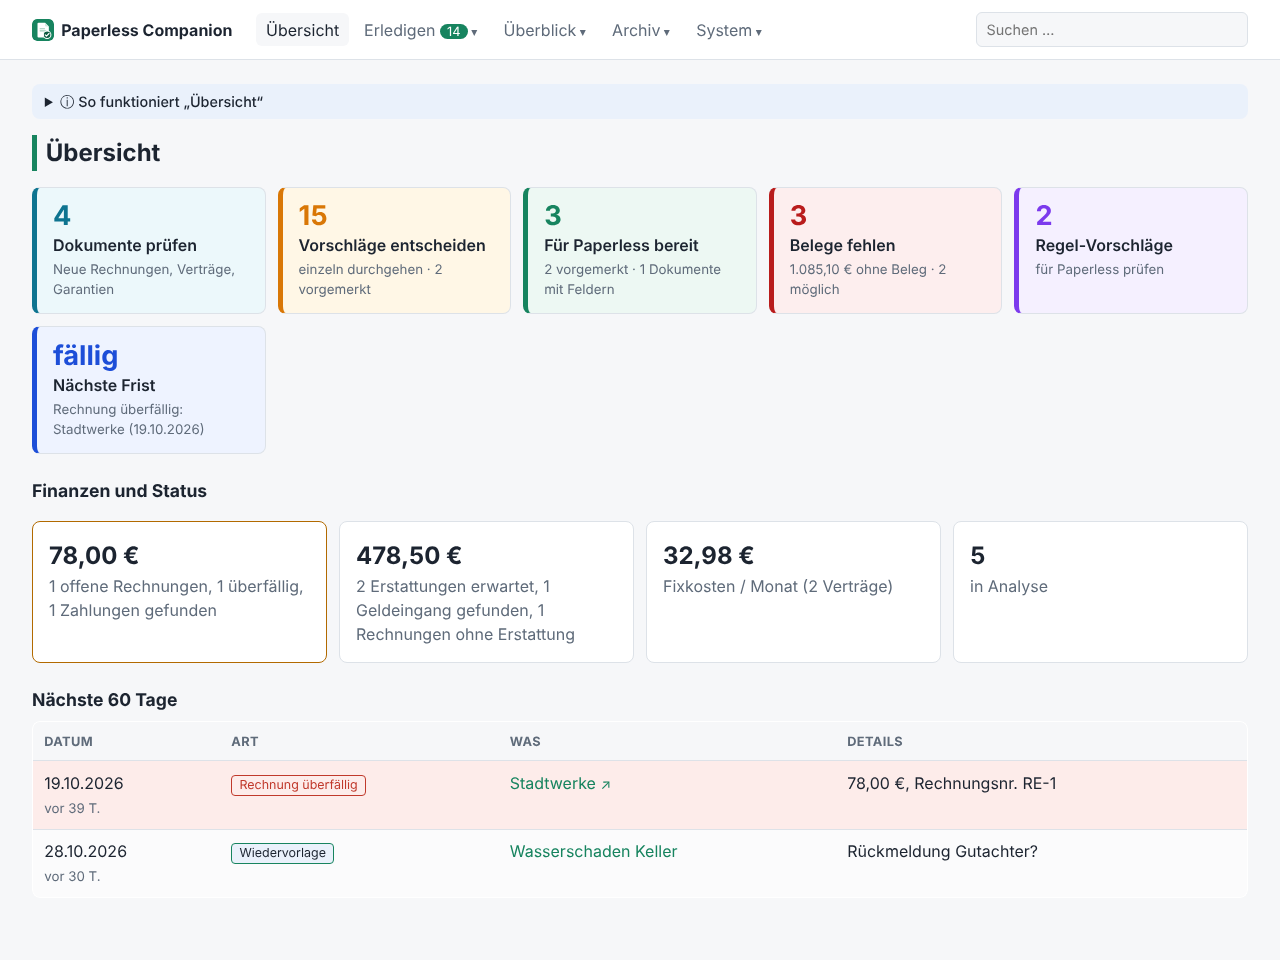 Paperless Companion
Übersicht
Erledigen 14 ▾
Überblick ▾
Archiv ▾
System ▾
Suchen ...
▶ ⓘ So funktioniert „Übersicht“
Übersicht
4
Dokumente prüfen
Neue Rechnungen, Verträge,
Garantien
15
Vorschläge entscheiden
einzeln durchgehen · 2
vorgemerkt
3
Für Paperless bereit
2 vorgemerkt · 1 Dokumente
mit Feldern
3
Belege fehlen
1.085,10 € ohne Beleg · 2
möglich
2
Regel-Vorschläge
für Paperless prüfen
fällig
Nächste Frist
Rechnung überfällig:
Stadtwerke (19.10.2026)
Finanzen und Status
78,00 €
1 offene Rechnungen, 1 überfällig,
1 Zahlungen gefunden
478,50 €
2 Erstattungen erwartet, 1
Geldeingang gefunden, 1
Rechnungen ohne Erstattung
32,98 €
Fixkosten / Monat (2 Verträge)
5
in Analyse
Nächste 60 Tage
DATUM ART WAS DETAILS
19.10.2026 Rechnung überfällig Stadtwerke ↗ 78,00 €, Rechnungsnr. RE-1
vor 39 T.
28.10.2026 Wiedervorlage Wasserschaden Keller Rückmeldung Gutachter?
vor 30 T.